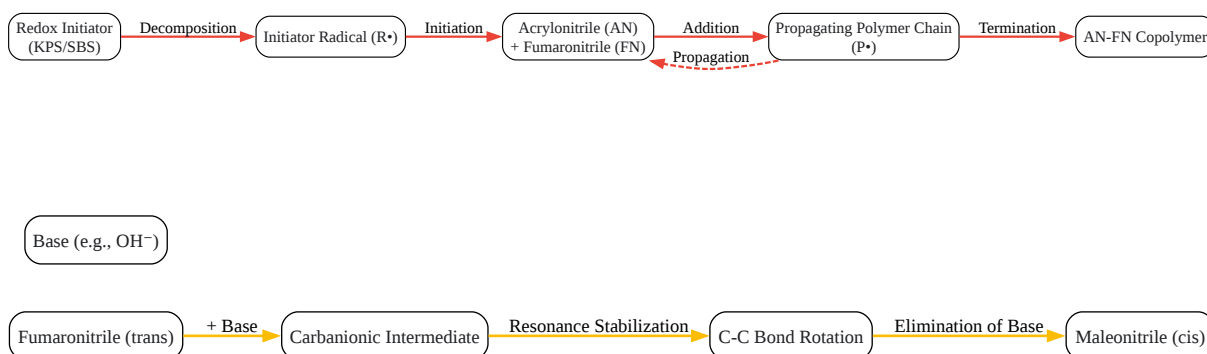 Redox Initiator
(KPS/SBS)
Decomposition
Initiator Radical (R•)
Initiation
Acrylonitrile (AN)
+ Fumaronitrile (FN)
Addition
Propagation
Propagating Polymer Chain
(P•)
Termination
AN-FN Copolymer
Base (e.g., OH⁻)
Fumaronitrile (trans)
+ Base
Carbanionic Intermediate
Resonance Stabilization
C-C Bond Rotation
Elimination of Base
Maleonitrile (cis)